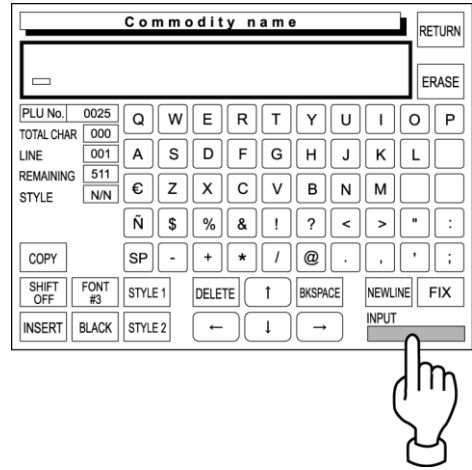 Commodity name
RETURN
ERASE
PLU No. 0025
TOTAL CHAR 000
LINE 001
REMAINING 511
STYLE N/N
Q W E R T Y U I O P
A S D F G H J K L
€ Z X C V B N M
Ñ $ % & ! ? < > " :
COPY SP - + * / @ . , ' ;
SHIFT OFF FONT #3 STYLE 1 DELETE ↑ BKSPACE NEWLINE FIX
INSERT BLACK STYLE 2 ← ↓ → INPUT